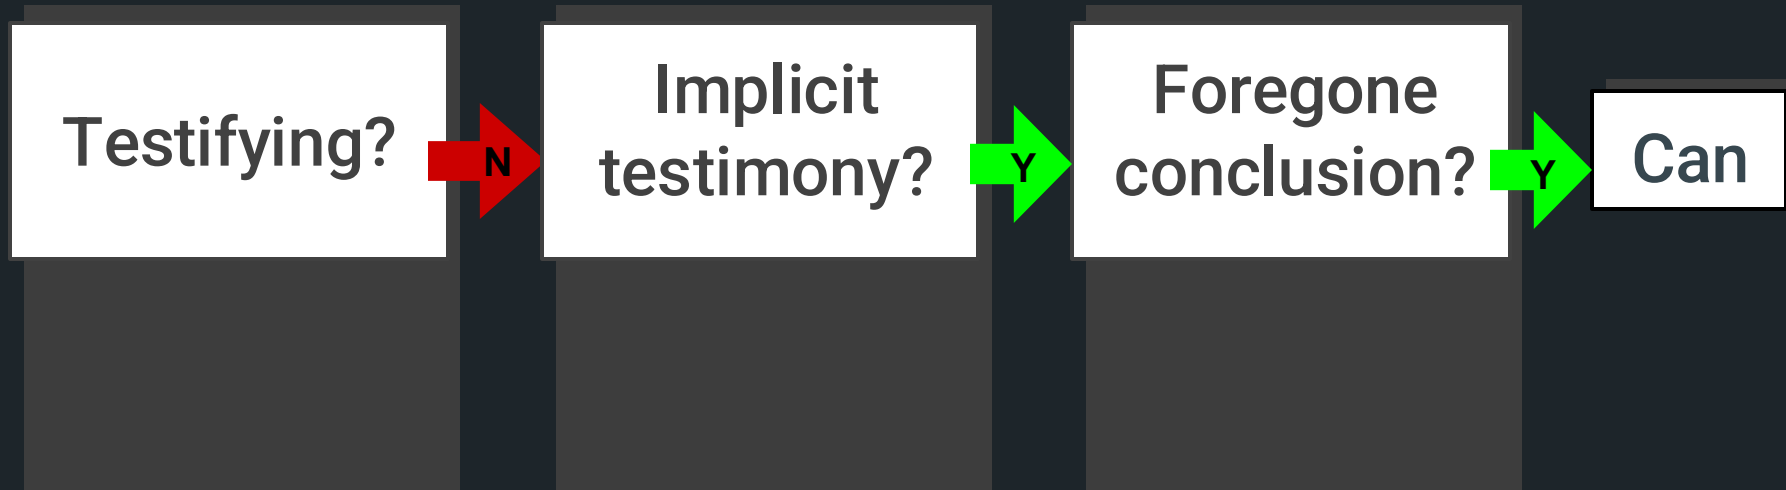 Testifying?
N
Implicit
testimony?
Y
Foregone
conclusion?
Y
Can